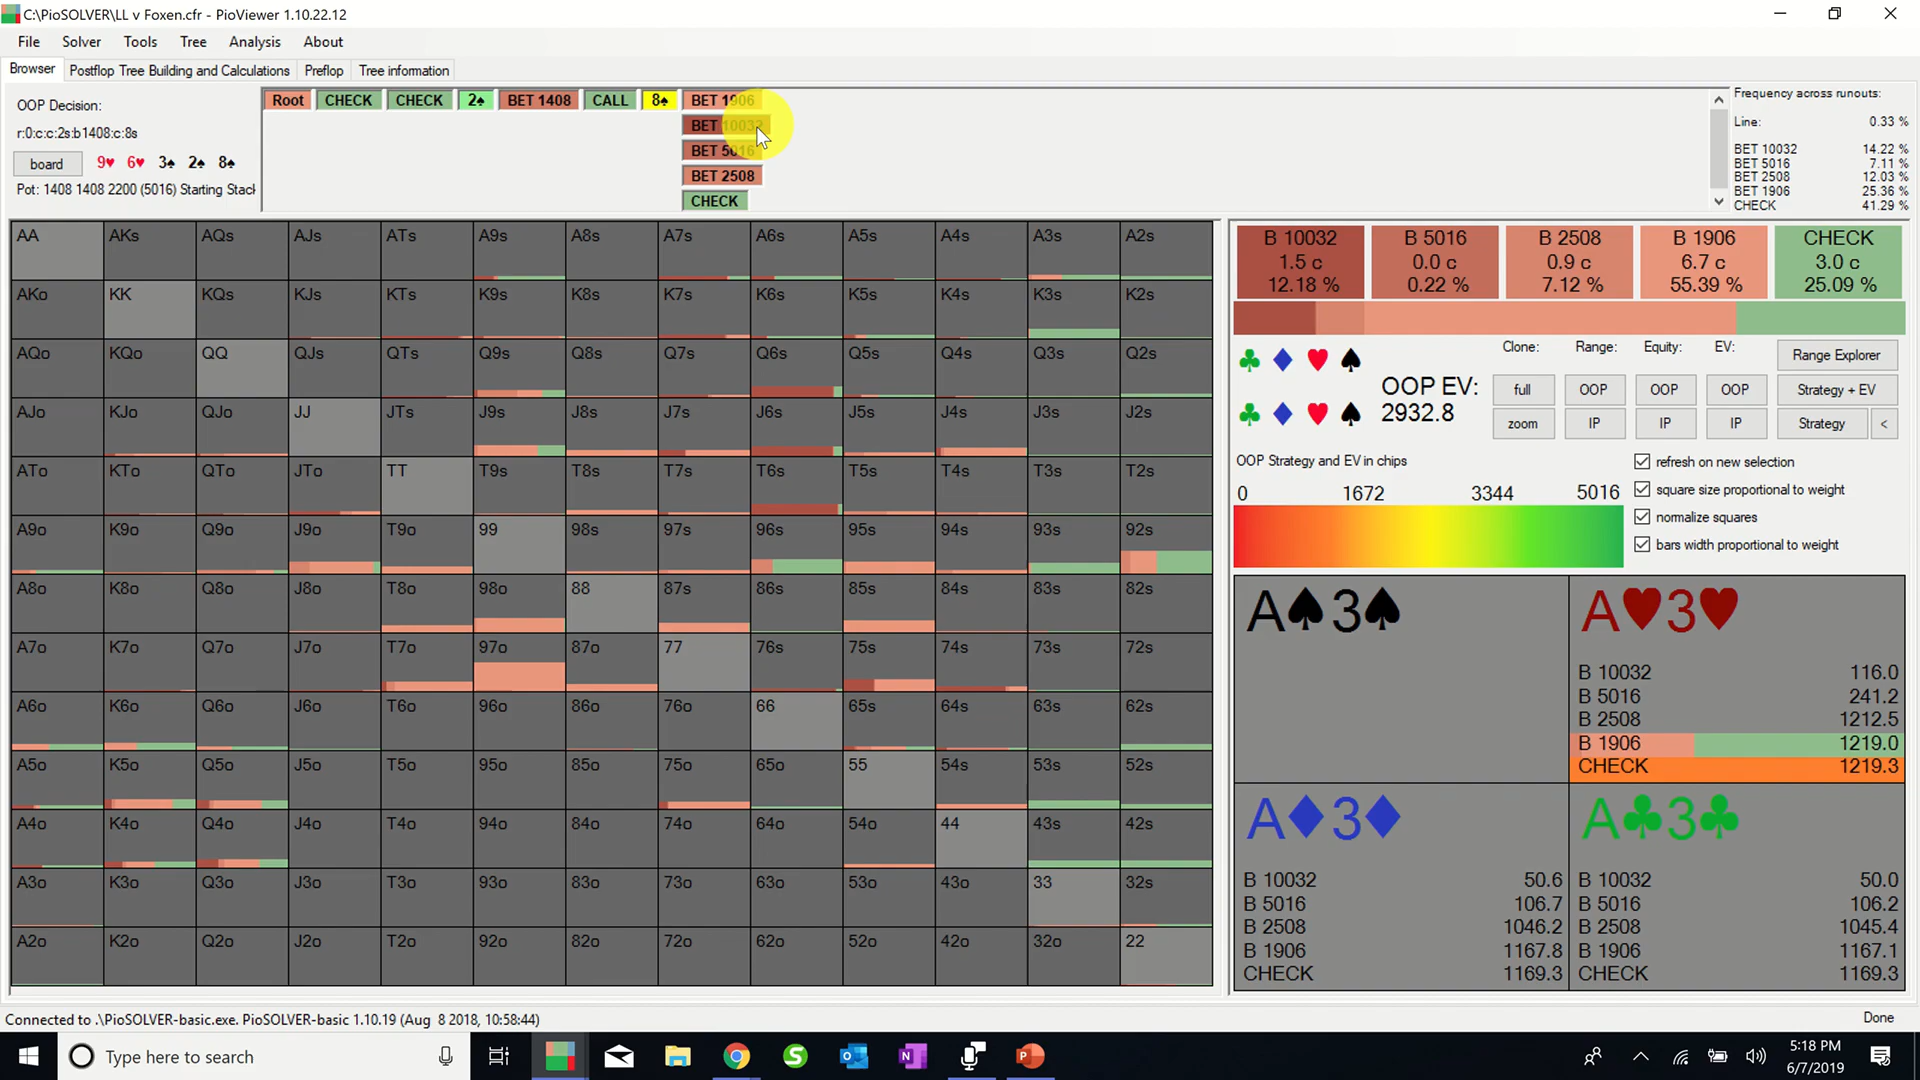 C:\PioSOLVER\LL v Foxen.cfr - PioViewer 1.10.22.12
File Solver Tools Tree Analysis About
Browser Postflop Tree Building and Calculations Preflop Tree information
OOP Decision:
r:0:c:c:2s:b1408:c:8s
board 9♥ 6♥ 3♠ 2♠ 8♠
Pot: 1408 1408 2200 (5016) Starting Stack
Root CHECK CHECK 2♠ BET 1408 CALL 8♠ BET 1906
BET 10032
BET 5016
BET 2508
CHECK
Frequency across runouts:
Line: 0.33 %
BET 10032 14.22 %
BET 5016 7.11 %
BET 2508 12.03 %
BET 1906 25.36 %
CHECK 41.29 %
AA AKs AQs AJs ATs A9s A8s A7s A6s A5s A4s A3s A2s
AKo KK KQs KJs KTs K9s K8s K7s K6s K5s K4s K3s K2s
AQo KQo QQ QJs QTs Q9s Q8s Q7s Q6s Q5s Q4s Q3s Q2s
AJo KJo QJo JJ JTs J9s J8s J7s J6s J5s J4s J3s J2s
ATo KTo QTo JTo TT T9s T8s T7s T6s T5s T4s T3s T2s
A9o K9o Q9o J9o T9o 99 98s 97s 96s 95s 94s 93s 92s
A8o K8o Q8o J8o T8o 98o 88 87s 86s 85s 84s 83s 82s
A7o K7o Q7o J7o T7o 97o 87o 77 76s 75s 74s 73s 72s
A6o K6o Q6o J6o T6o 96o 86o 76o 66 65s 64s 63s 62s
A5o K5o Q5o J5o T5o 95o 85o 75o 65o 55 54s 53s 52s
A4o K4o Q4o J4o T4o 94o 84o 74o 64o 54o 44 43s 42s
A3o K3o Q3o J3o T3o 93o 83o 73o 63o 53o 43o 33 32s
A2o K2o Q2o J2o T2o 92o 82o 72o 62o 52o 42o 32o 22
B 10032 B 5016 B 2508 B 1906 CHECK
1.5 c 0.0 c 0.9 c 6.7 c 3.0 c
12.18 % 0.22 % 7.12 % 55.39 % 25.09 %
♣ ♦ ♥ ♠
♣ ♦ ♥ ♠
OOP EV:
2932.8
Clone: Range: Equity: EV: Range Explorer
full OOP OOP OOP Strategy + EV
zoom IP IP IP Strategy <
OOP Strategy and EV in chips
0 1672 3344 5016
refresh on new selection
square size proportional to weight
normalize squares
bars width proportional to weight
A♠3♠
A♥3♥
B 10032 116.0
B 5016 241.2
B 2508 1212.5
B 1906 1219.0
CHECK 1219.3
A♦3♦
B 10032 50.6
B 5016 106.7
B 2508 1046.2
B 1906 1167.8
CHECK 1169.3
A♣3♣
B 10032 50.0
B 5016 106.2
B 2508 1045.4
B 1906 1167.1
CHECK 1169.3
Connected to .\PioSOLVER-basic.exe. PioSOLVER-basic 1.10.19 (Aug 8 2018, 10:58:44) Done
Type here to search
5:18 PM
6/7/2019